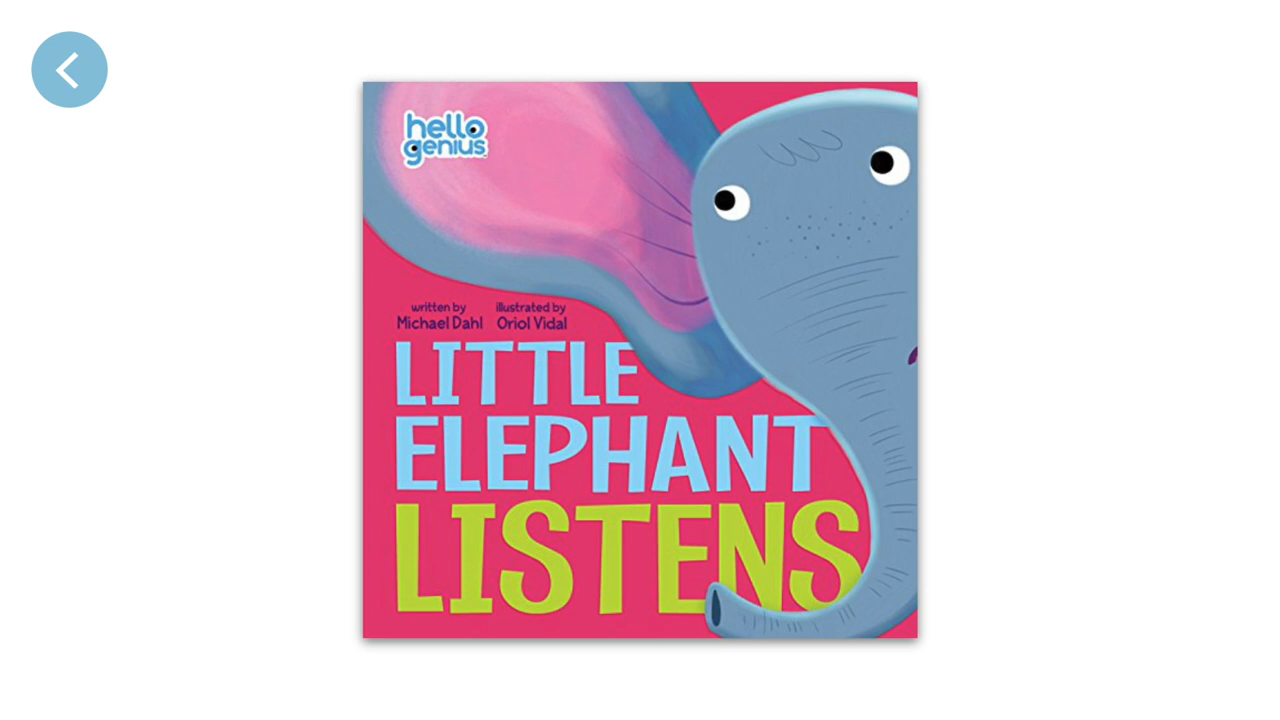 hello
genius
written by
Michael Dahl
illustrated by
Oriol Vidal
LITTLE
ELEPHANT
LISTENS